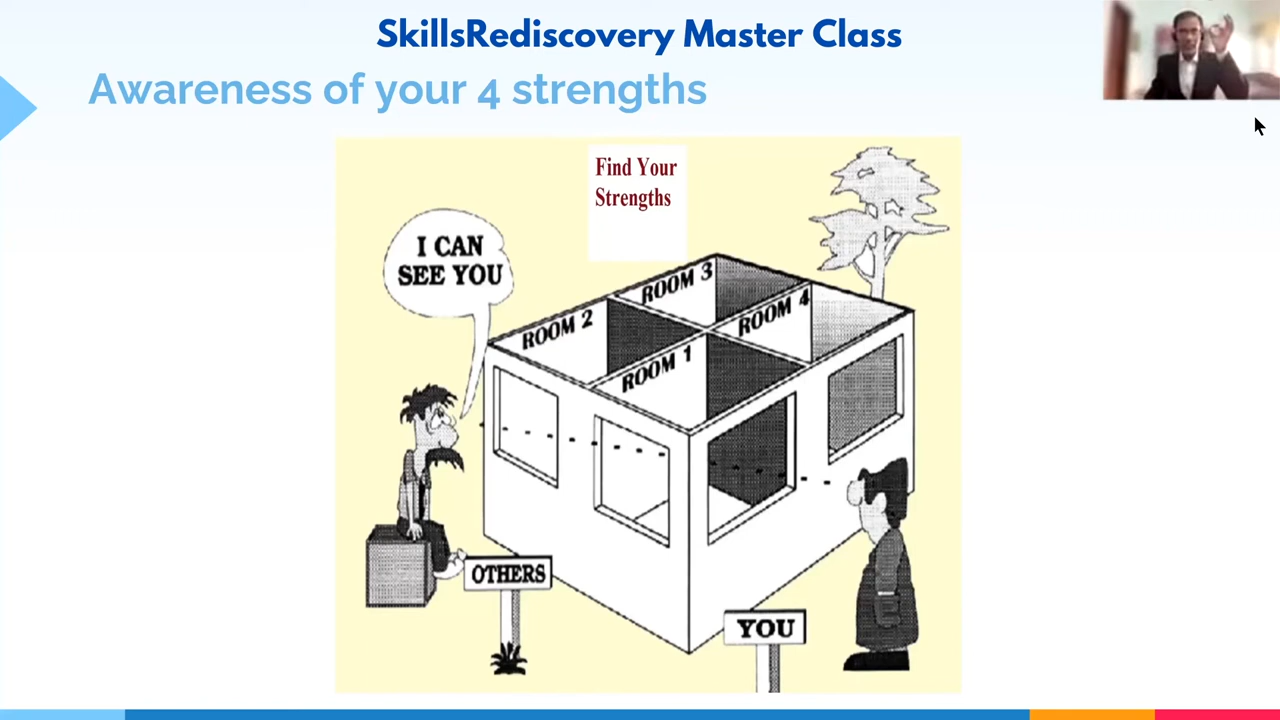 SkillsRediscovery Master Class
Awareness of your 4 strengths
Find Your
Strengths
I CAN
SEE YOU
ROOM 3
ROOM 2
ROOM 4
ROOM 1
OTHERS
YOU